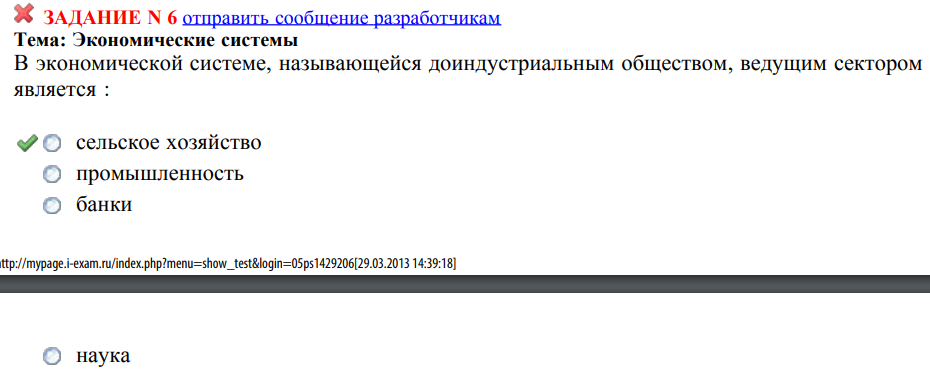 ЗАДАНИЕ N 6 отправить сообщение разработчикам
Тема: Экономические системы
В экономической системе, называющейся доиндустриальным обществом, ведущим сектором
является :
сельское хозяйство
промышленность
банки
http://mypage.i-exam.ru/index.php?menu=show_test&login=05ps1429206[29.03.2013 14:39:18]
наука